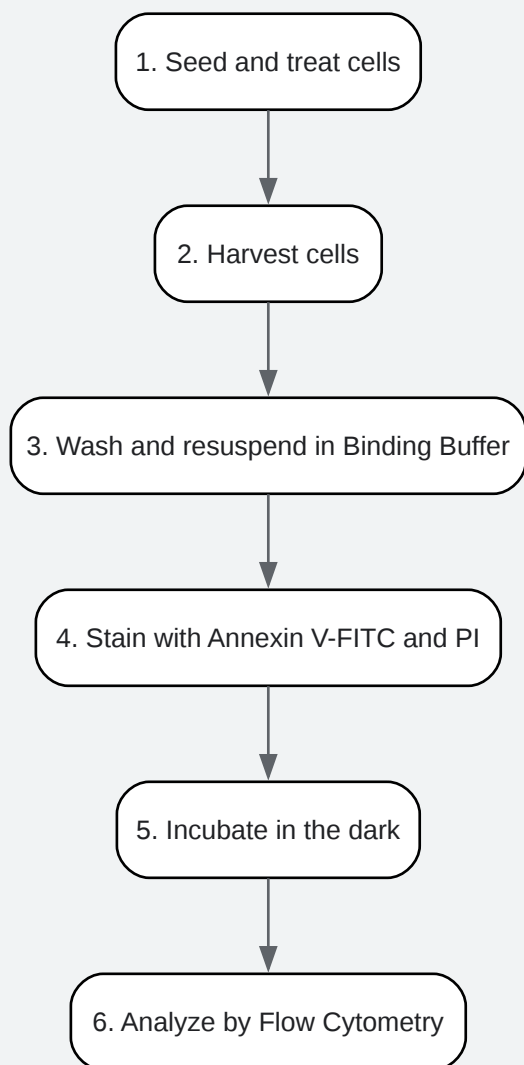 1. Seed and treat cells
2. Harvest cells
3. Wash and resuspend in Binding Buffer
4. Stain with Annexin V-FITC and PI
5. Incubate in the dark
6. Analyze by Flow Cytometry